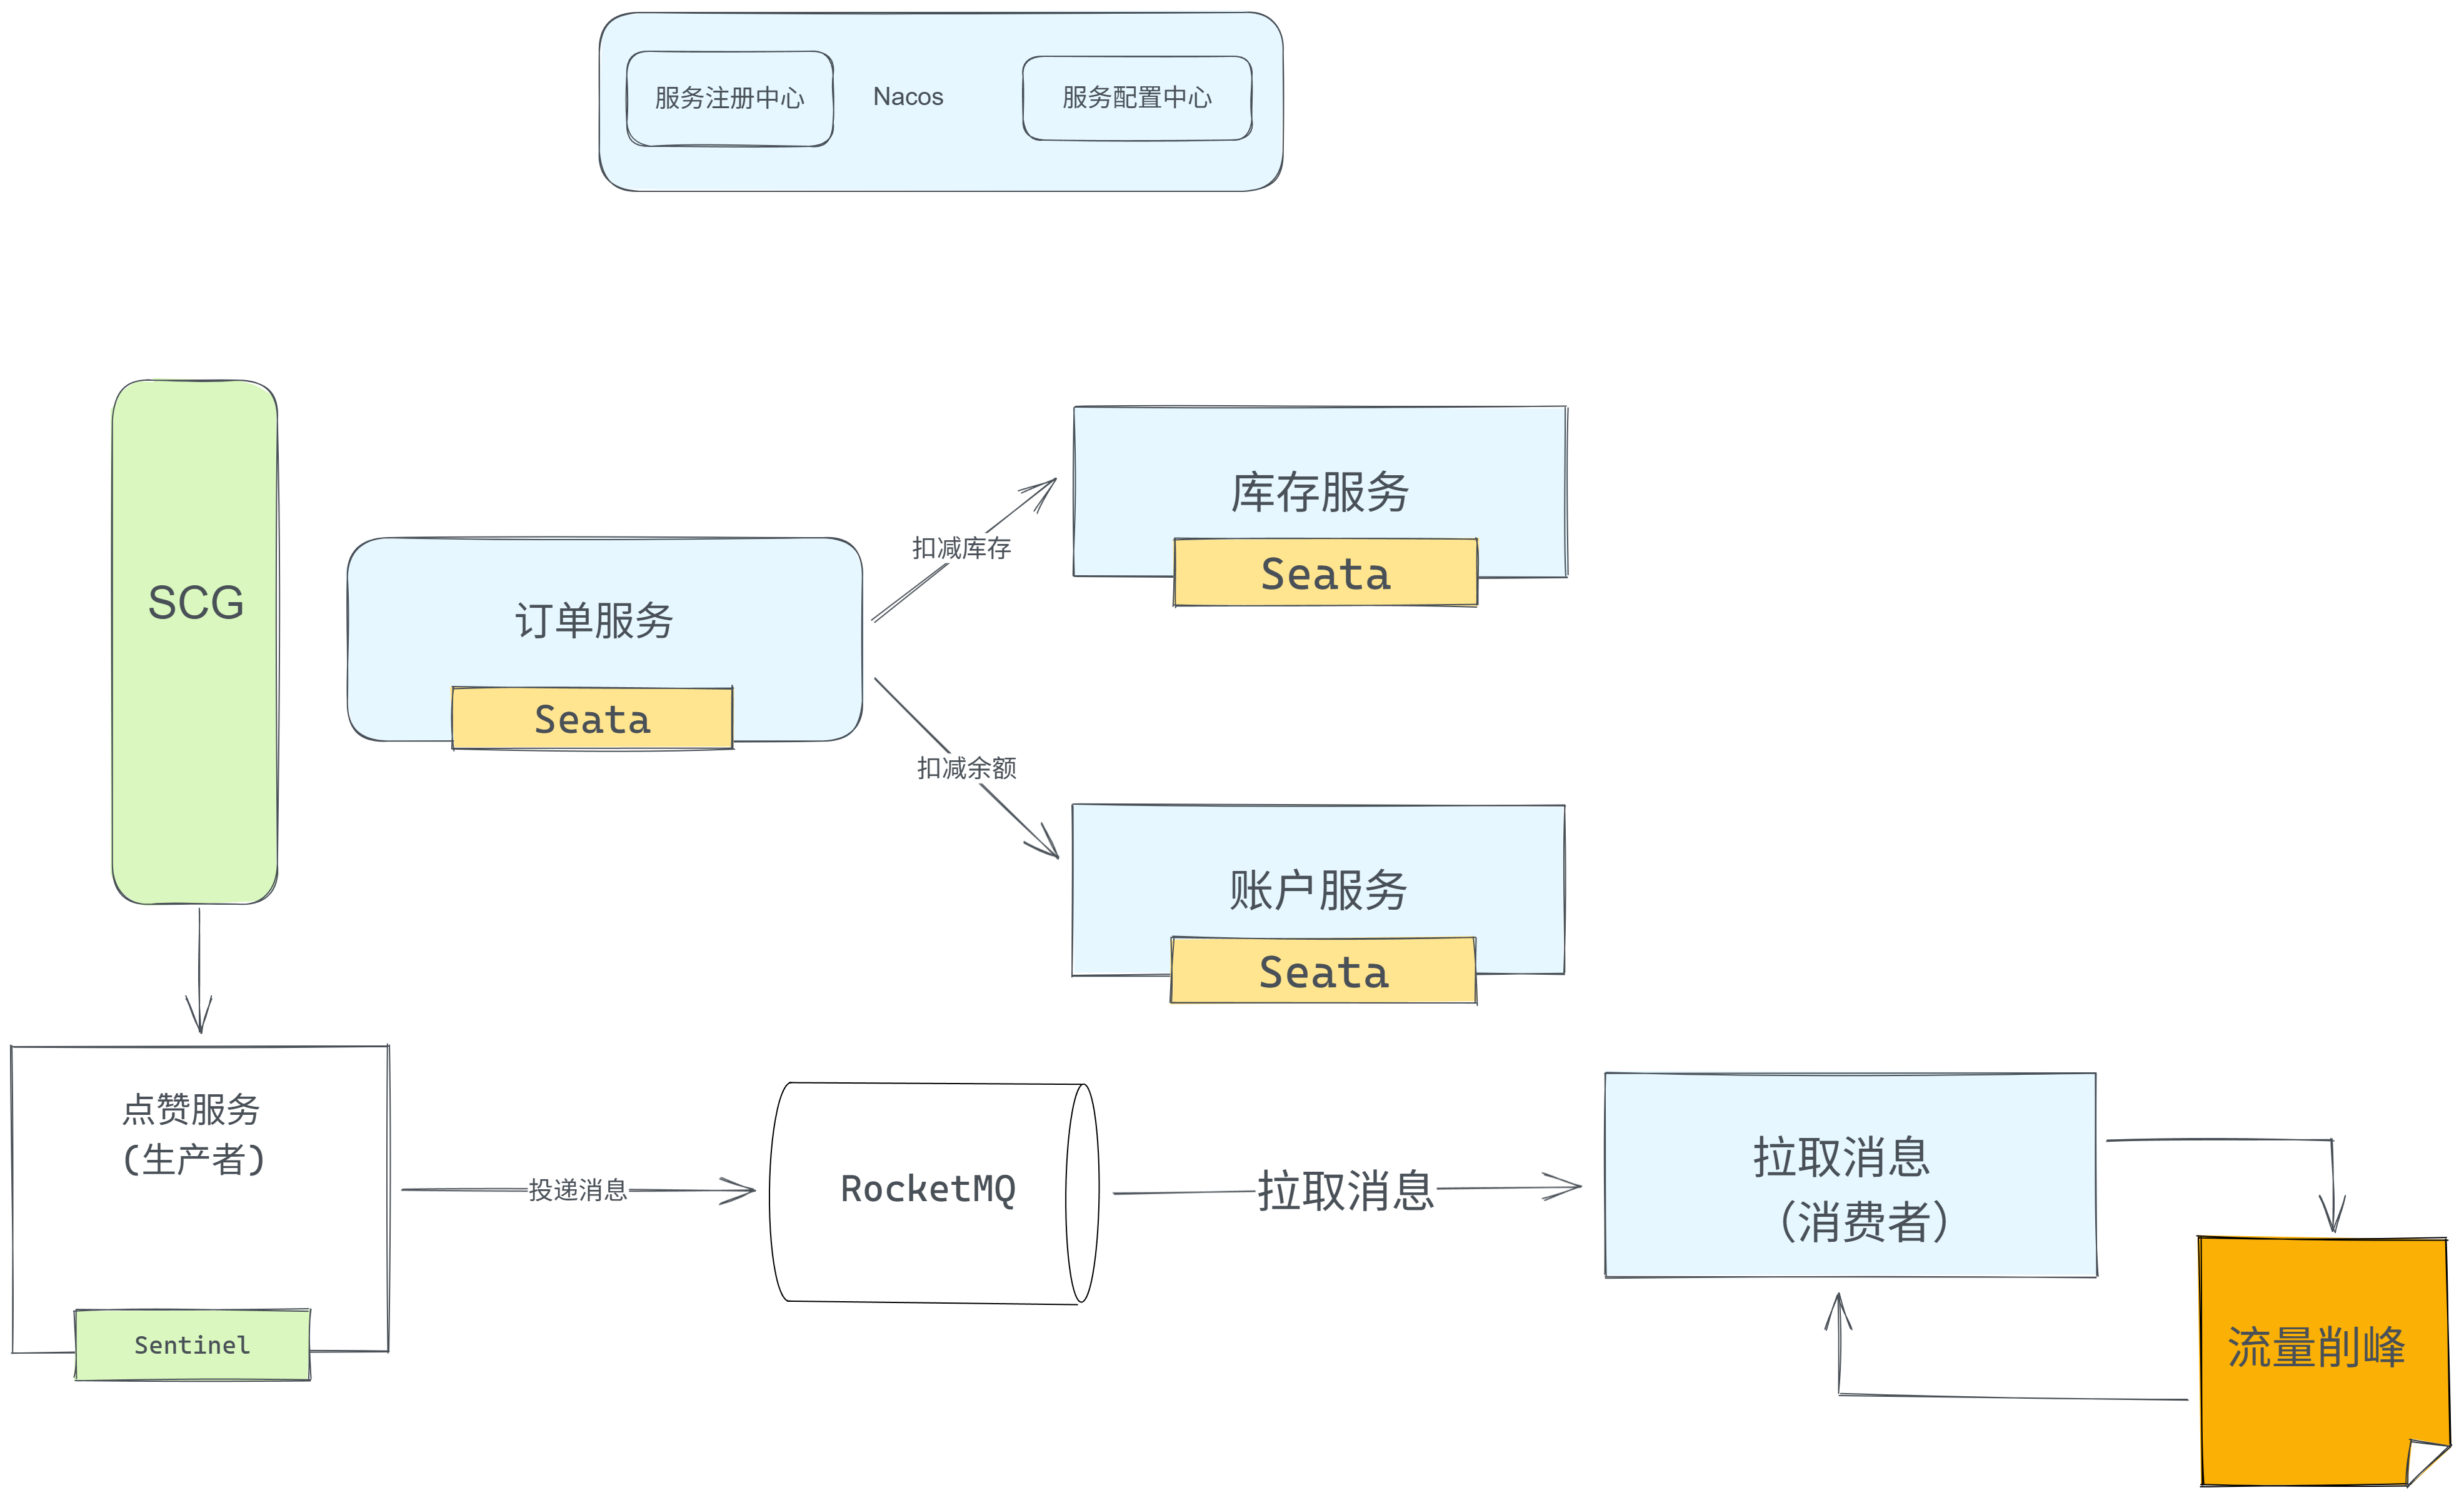 服务注册中心
Nacos
服务配置中心
SCG
订单服务
Seata
扣减库存
库存服务
Seata
扣减余额
账户服务
Seata
点赞服务
(生产者)
Sentinel
投递消息
RocketMQ
拉取消息
拉取消息
（消费者）
流量削峰